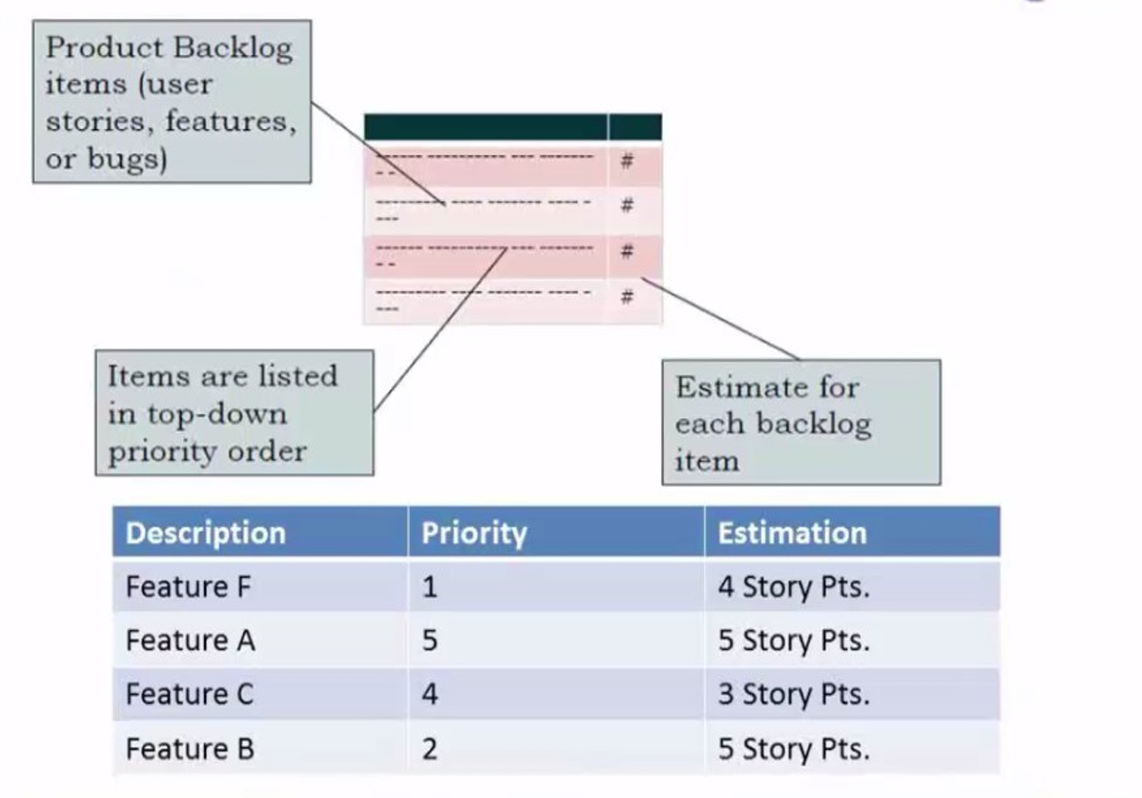 Product Backlog
items (user
stories, features,
or bugs)
------ ---------- --- -------
- -
#
--------- ---- ------- ---- -
---
#
------ ---------- --- -------
- -
#
--------- ---- ------- ---- -
---
#
Items are listed
in top-down
priority order
Estimate for
each backlog
item
Description Priority Estimation
Feature F 1 4 Story Pts.
Feature A 5 5 Story Pts.
Feature C 4 3 Story Pts.
Feature B 2 5 Story Pts.